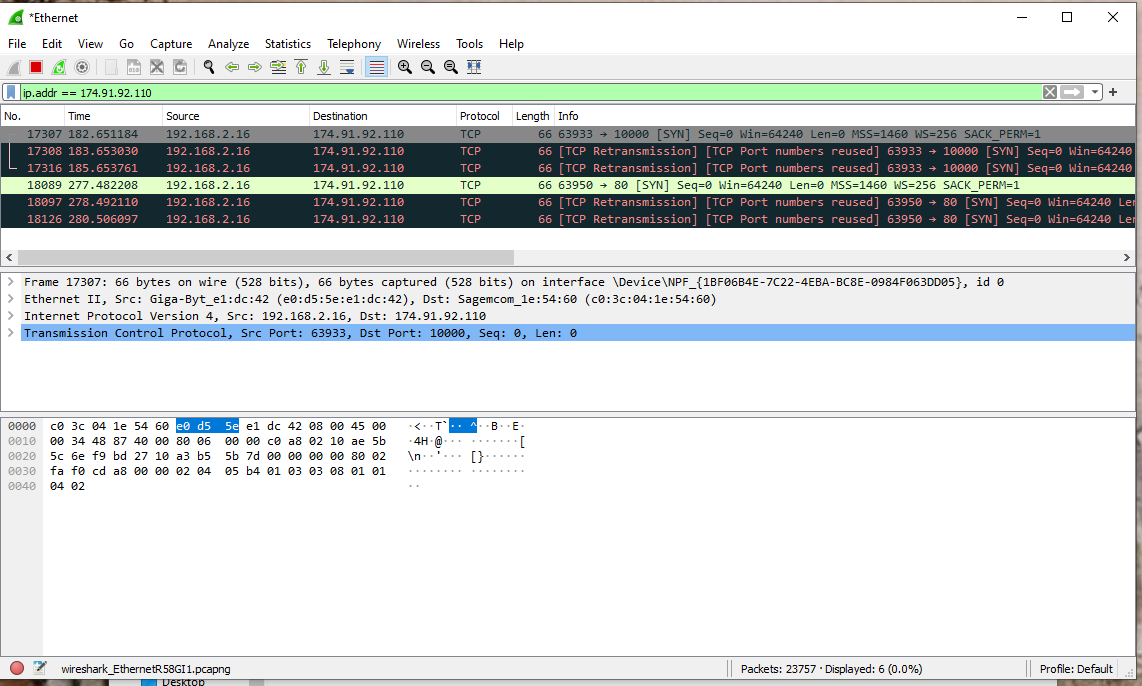 *Ethernet
File Edit View Go Capture Analyze Statistics Telephony Wireless Tools Help
ip.addr == 174.91.92.110
No. Time Source Destination Protocol Length Info
17307 182.651184 192.168.2.16 174.91.92.110 TCP 66 63933 → 10000 [SYN] Seq=0 Win=64240 Len=0 MSS=1460 WS=256 SACK_PERM=1
17308 183.653030 192.168.2.16 174.91.92.110 TCP 66 [TCP Retransmission] [TCP Port numbers reused] 63933 → 10000 [SYN] Seq=0 Win=64240
17316 185.653761 192.168.2.16 174.91.92.110 TCP 66 [TCP Retransmission] [TCP Port numbers reused] 63933 → 10000 [SYN] Seq=0 Win=64240
18089 277.482208 192.168.2.16 174.91.92.110 TCP 66 63950 → 80 [SYN] Seq=0 Win=64240 Len=0 MSS=1460 WS=256 SACK_PERM=1
18097 278.492110 192.168.2.16 174.91.92.110 TCP 66 [TCP Retransmission] [TCP Port numbers reused] 63950 → 80 [SYN] Seq=0 Win=64240 Ler
18126 280.506097 192.168.2.16 174.91.92.110 TCP 66 [TCP Retransmission] [TCP Port numbers reused] 63950 → 80 [SYN] Seq=0 Win=64240 Ler
Frame 17307: 66 bytes on wire (528 bits), 66 bytes captured (528 bits) on interface \Device\NPF_{1BF06B4E-7C22-4EBA-BC8E-0984F063DD05}, id 0
Ethernet II, Src: Giga-Byt_e1:dc:42 (e0:d5:5e:e1:dc:42), Dst: Sagemcom_1e:54:60 (c0:3c:04:1e:54:60)
Internet Protocol Version 4, Src: 192.168.2.16, Dst: 174.91.92.110
Transmission Control Protocol, Src Port: 63933, Dst Port: 10000, Seq: 0, Len: 0
0000 c0 3c 04 1e 54 60 e0 d5 5e e1 dc 42 08 00 45 00 ·<··T`·· ^··B··E·
0010 00 34 48 87 40 00 80 06 00 00 c0 a8 02 10 ae 5b ·4H·@··· ·······[
0020 5c 6e f9 bd 27 10 a3 b5 5b 7d 00 00 00 00 80 02 \n··'··· [}······
0030 fa f0 cd a8 00 00 02 04 05 b4 01 03 03 08 01 01 ········ ········
0040 04 02 ··
wireshark_EthernetR58GI1.pcapng Packets: 23757 · Displayed: 6 (0.0%) Profile: Default
Desktop